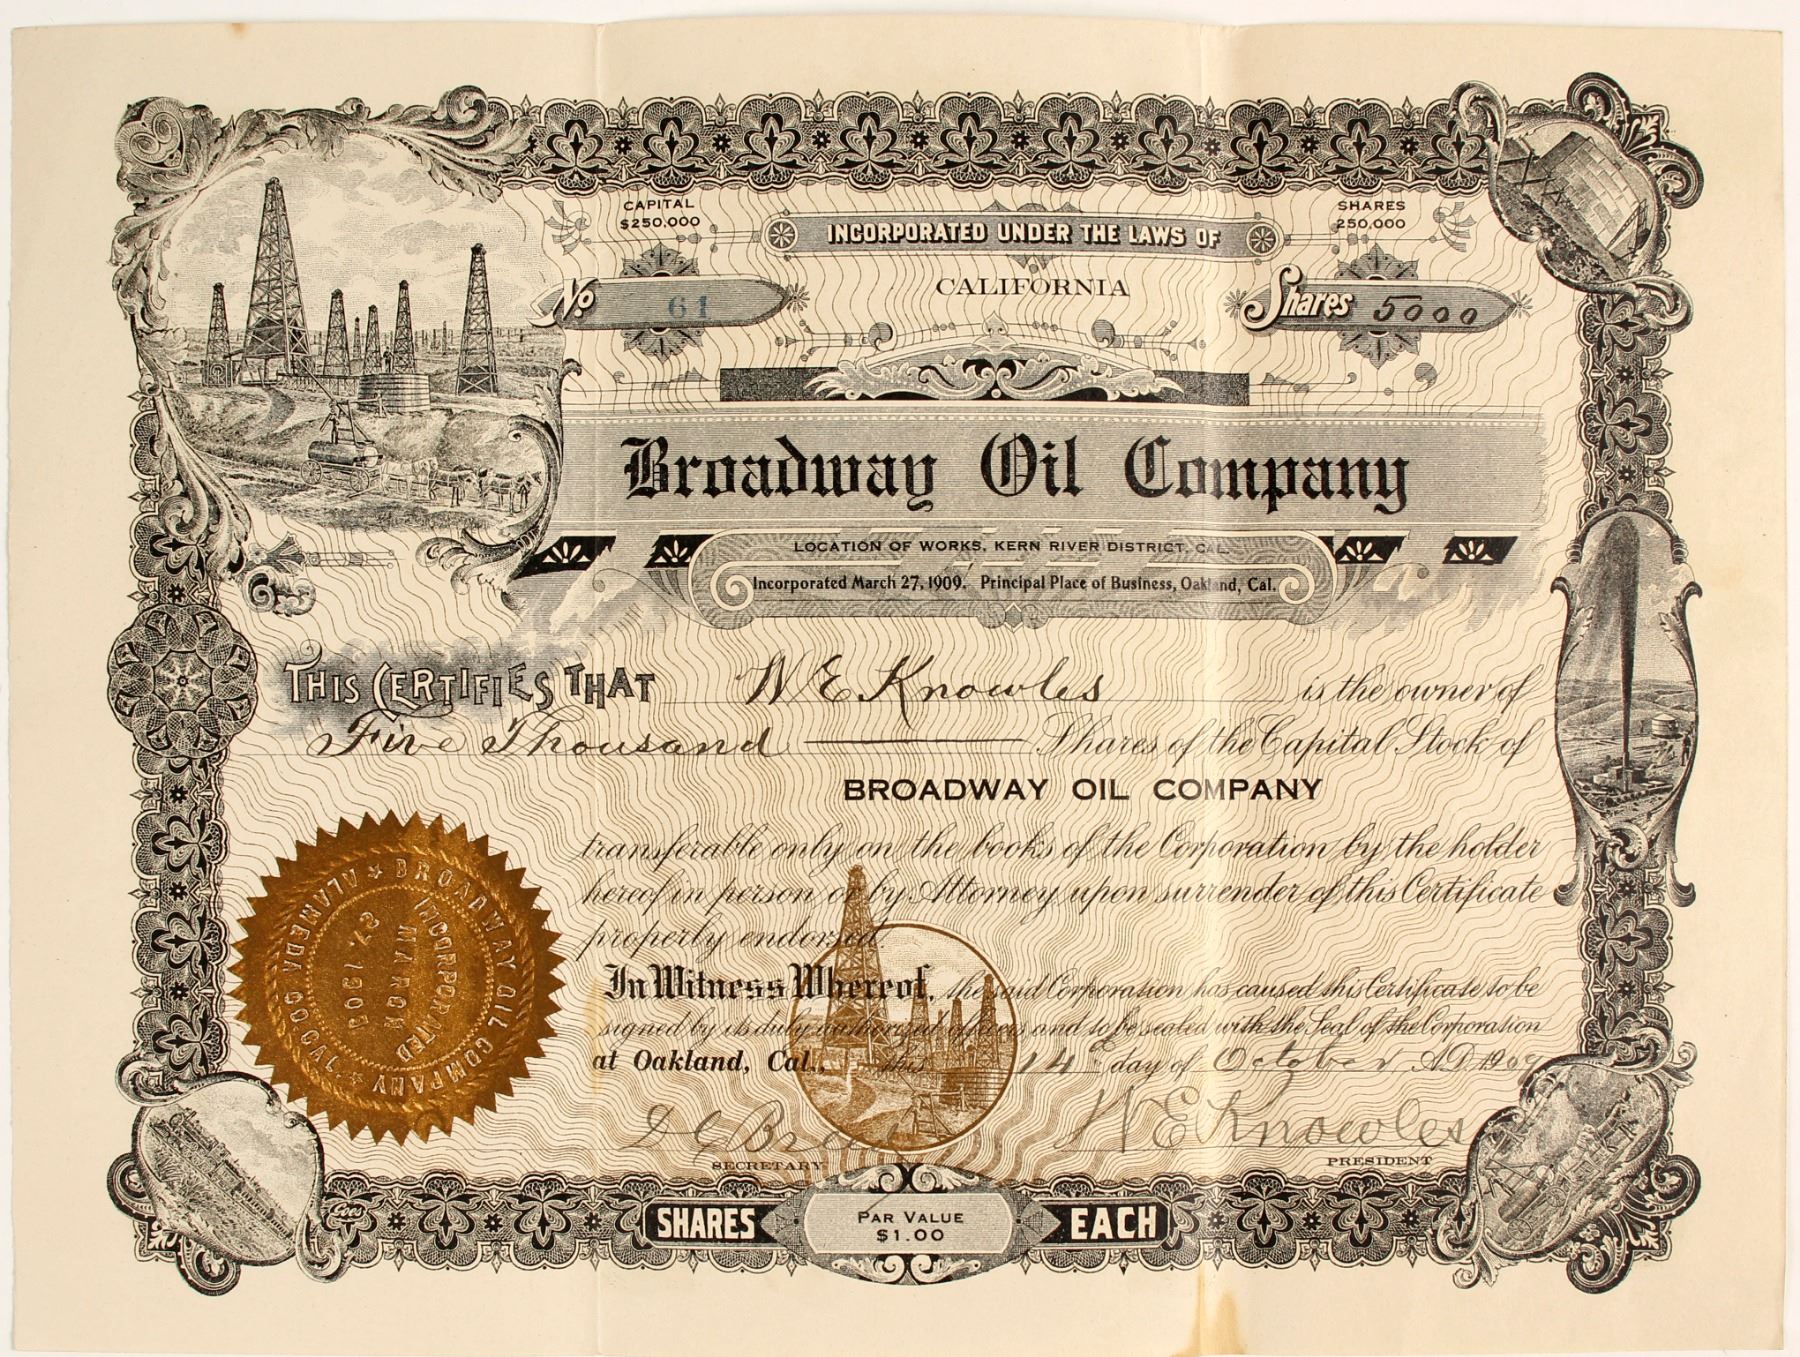 CAPITAL
$250,000
INCORPORATED UNDER THE LAWS OF
SHARES
250,000
CALIFORNIA
No 61
Shares 5000
Broadway Oil Company
LOCATION OF WORKS, KERN RIVER DISTRICT, CAL.
Incorporated March 27, 1909. Principal Place of Business, Oakland, Cal.
THIS CERTIFIES THAT W E Knowles is the owner of
Five Thousand Shares of the Capital Stock of
BROADWAY OIL COMPANY
transferable only on the books of the Corporation by the holder
hereof in person or by Attorney upon surrender of this Certificate
properly endorsed.
In Witness Whereof, the said Corporation has caused this Certificate to be
signed by its duly authorized officers and to be sealed with the Seal of the Corporation
at Oakland, Cal., this 14th day of October A.D. 1909
W E Knowles
SECRETARY
PRESIDENT
BROADWAY OIL COMPANY
ALAMEDA CO. CAL.
INCORPORATED
MARCH
27. 1909
Goes
SHARES
PAR VALUE
$1.00
EACH